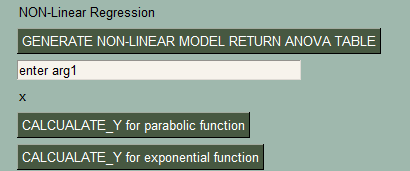 NON-Linear Regression
GENERATE NON-LINEAR MODEL RETURN ANOVA TABLE
enter arg1
x
CALCUALATE_Y for parabolic function
CALCUALATE_Y for exponential function